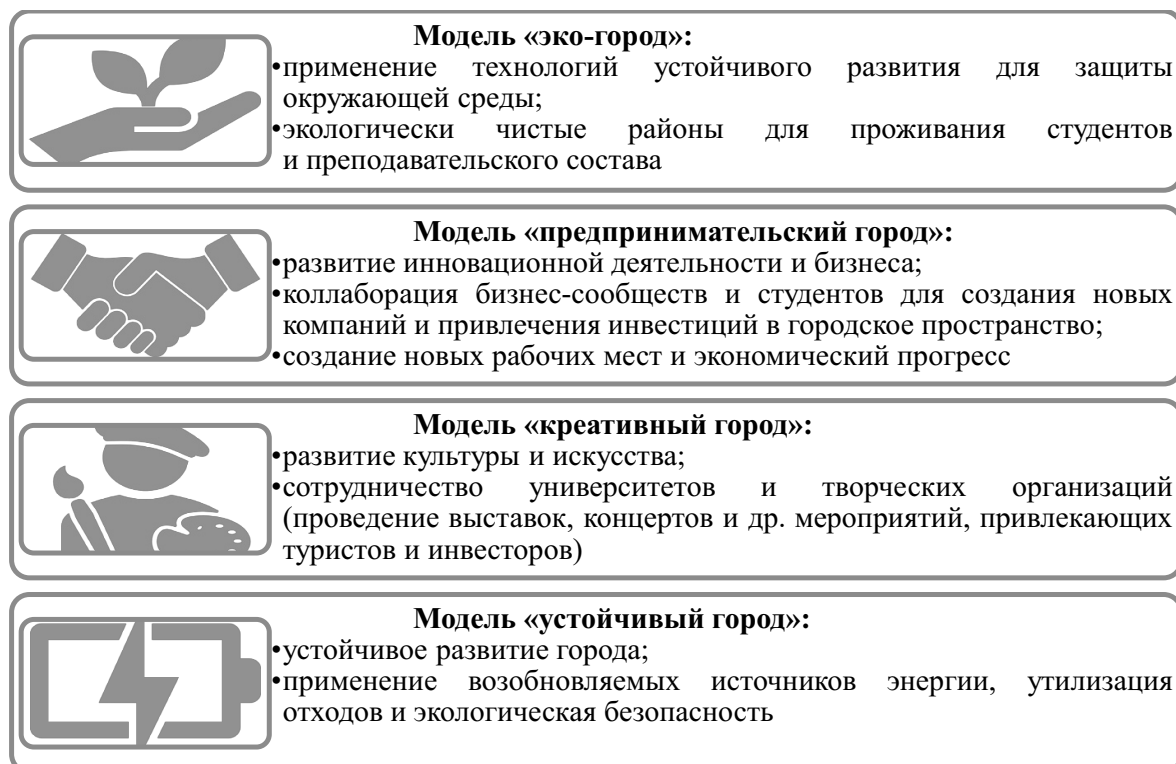 Модель «эко-город»:
•применение технологий устойчивого развития для защиты
окружающей среды;
•экологически чистые районы для проживания студентов
и преподавательского состава
Модель «предпринимательский город»:
•развитие инновационной деятельности и бизнеса;
•коллаборация бизнес-сообществ и студентов для создания новых
компаний и привлечения инвестиций в городское пространство;
•создание новых рабочих мест и экономический прогресс
Модель «креативный город»:
•развитие культуры и искусства;
•сотрудничество университетов и творческих организаций
(проведение выставок, концертов и др. мероприятий, привлекающих
туристов и инвесторов)
Модель «устойчивый город»:
•устойчивое развитие города;
•применение возобновляемых источников энергии, утилизация
отходов и экологическая безопасность